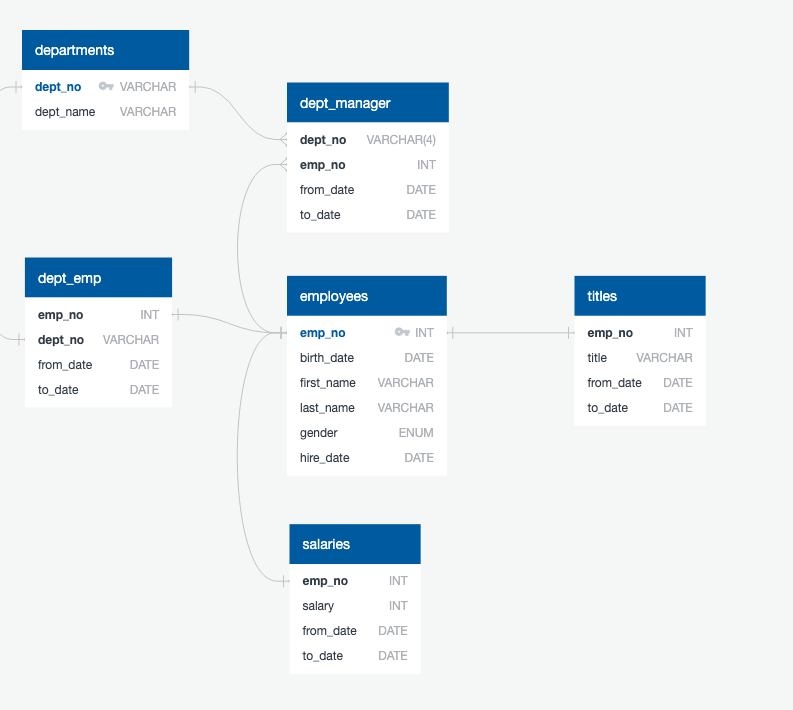 departments
dept_no VARCHAR
dept_name VARCHAR
dept_manager
dept_no VARCHAR(4)
emp_no INT
from_date DATE
to_date DATE
dept_emp
emp_no INT
dept_no VARCHAR
from_date DATE
to_date DATE
employees
emp_no INT
birth_date DATE
first_name VARCHAR
last_name VARCHAR
gender ENUM
hire_date DATE
titles
emp_no INT
title VARCHAR
from_date DATE
to_date DATE
salaries
emp_no INT
salary INT
from_date DATE
to_date DATE